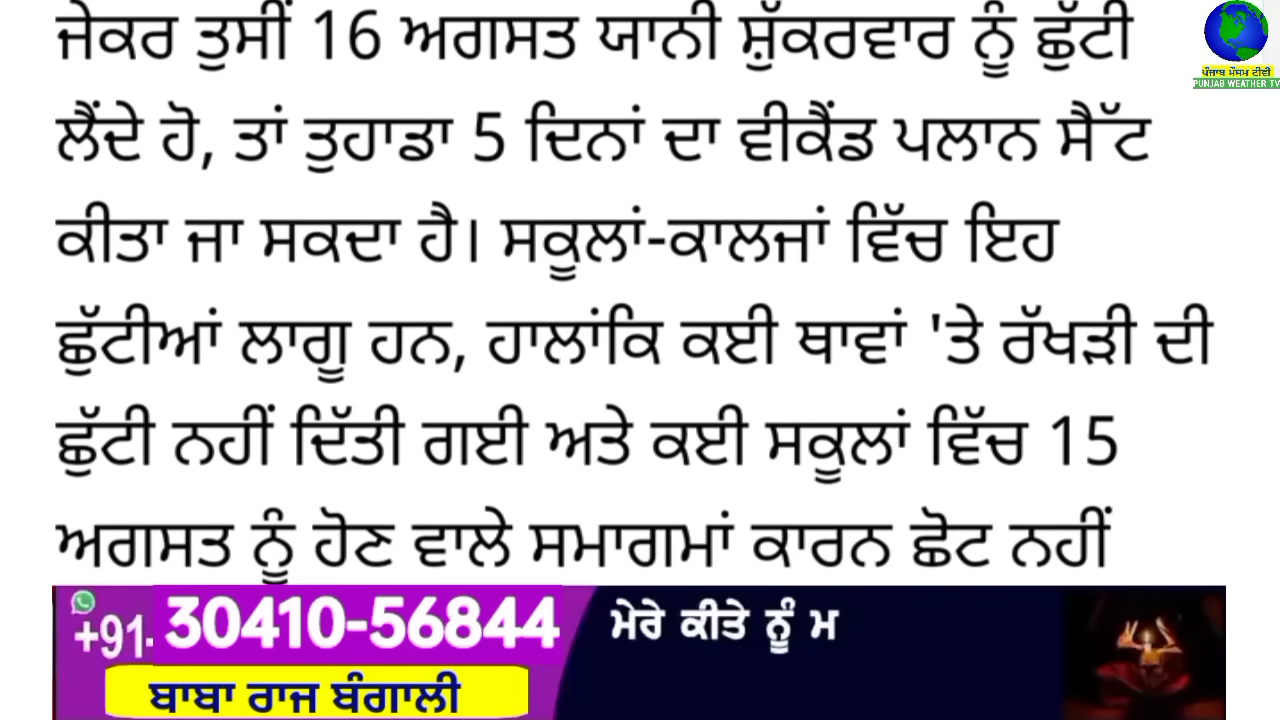 ਜੇਕਰ ਤੁਸੀਂ 16 ਅਗਸਤ ਯਾਨੀ ਸ਼ੁੱਕਰਵਾਰ ਨੂੰ ਛੁੱਟੀ
ਲੈਂਦੇ ਹੋ, ਤਾਂ ਤੁਹਾਡਾ 5 ਦਿਨਾਂ ਦਾ ਵੀਕੈਂਡ ਪਲਾਨ ਸੈੱਟ
ਕੀਤਾ ਜਾ ਸਕਦਾ ਹੈ। ਸਕੂਲਾਂ-ਕਾਲਜਾਂ ਵਿੱਚ ਇਹ
ਛੁੱਟੀਆਂ ਲਾਗੂ ਹਨ, ਹਾਲਾਂਕਿ ਕਈ ਥਾਵਾਂ 'ਤੇ ਰੱਖੜੀ ਦੀ
ਛੁੱਟੀ ਨਹੀਂ ਦਿੱਤੀ ਗਈ ਅਤੇ ਕਈ ਸਕੂਲਾਂ ਵਿੱਚ 15
ਅਗਸਤ ਨੂੰ ਹੋਣ ਵਾਲੇ ਸਮਾਗਮਾਂ ਕਾਰਨ ਛੋਟ ਨਹੀਂ
ਪੰਜਾਬ ਮੌਸਮ ਟੀਵੀ
PUNJAB WEATHER TV
+91-30410-56844
ਬਾਬਾ ਰਾਜ ਬੰਗਾਲੀ
ਮੇਰੇ ਕੀਤੇ ਨੂੰ ਮ